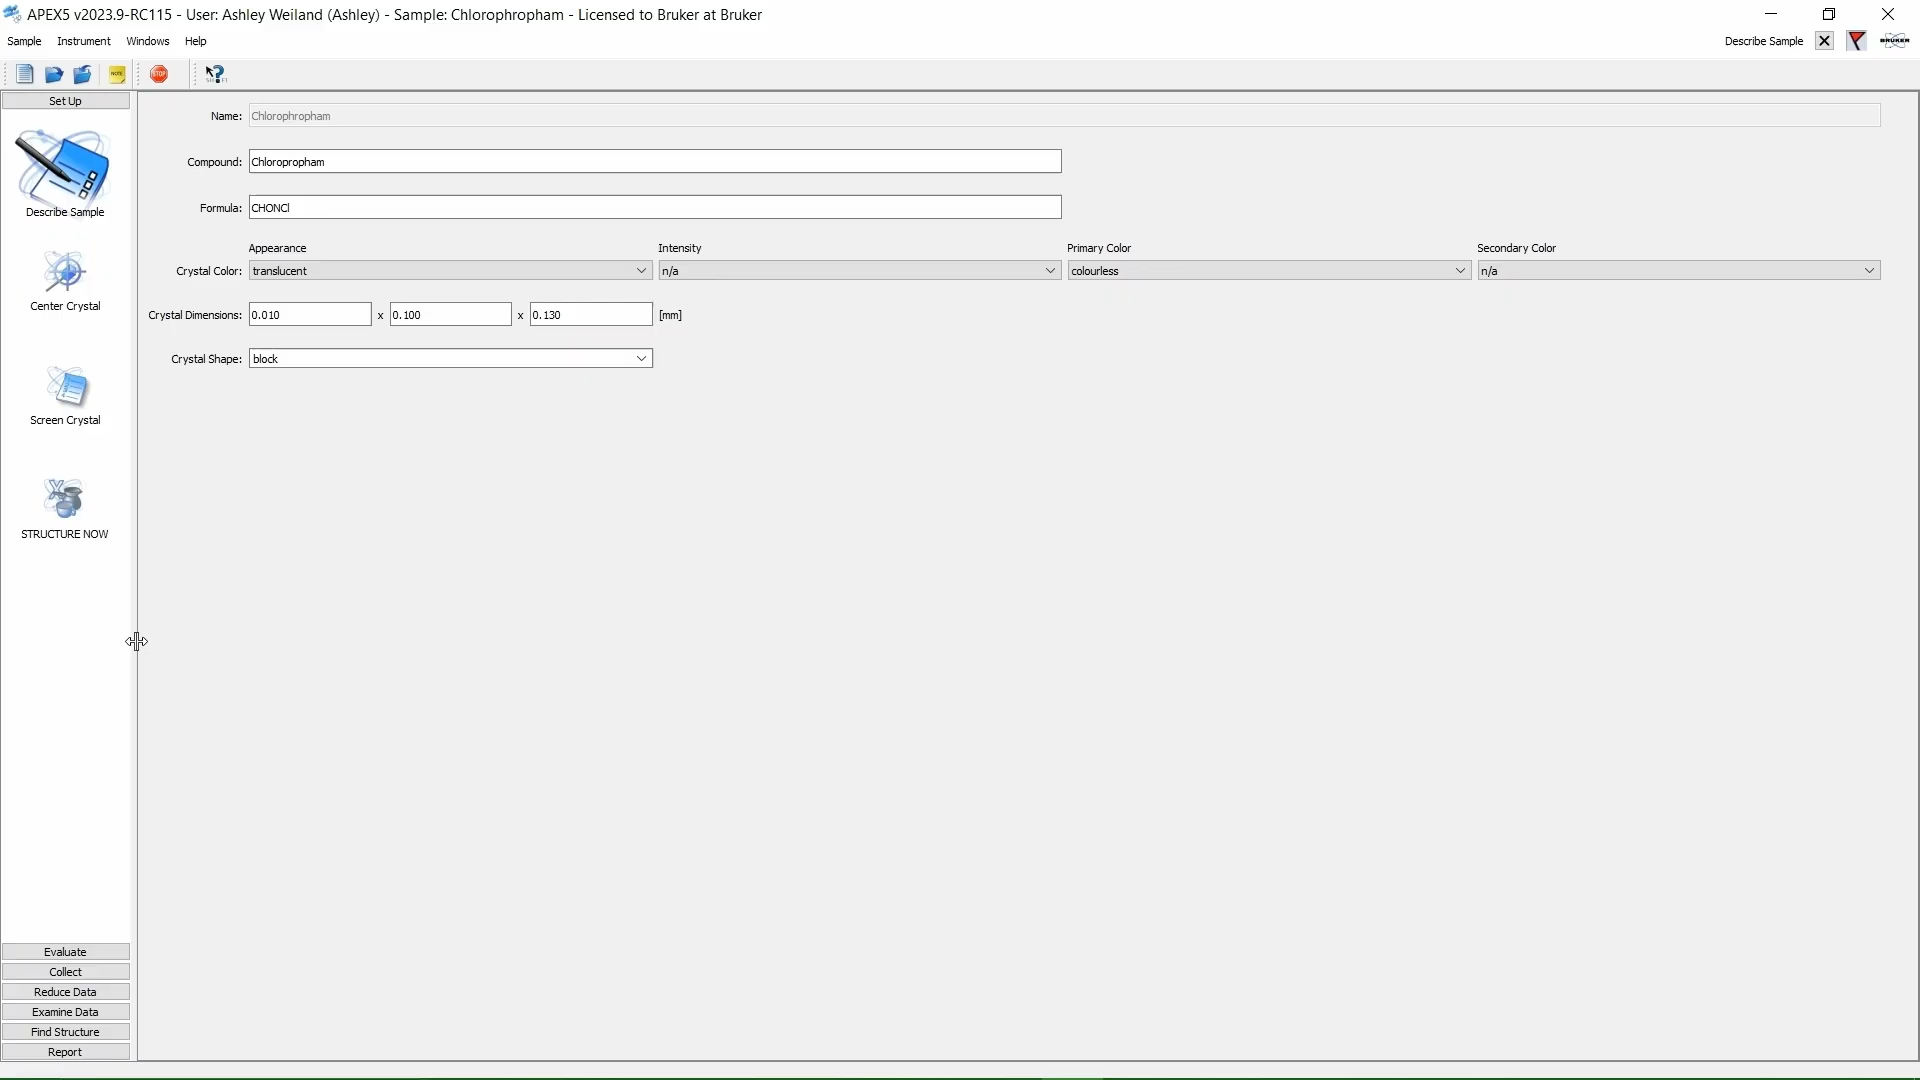 APEX5 v2023.9-RC115 - User: Ashley Weiland (Ashley) - Sample: Chlorophropham - Licensed to Bruker at Bruker
Sample Instrument Windows Help
Describe Sample
BRUKER
NOTE
STOP
Set Up
Name: Chlorophropham
Compound: Chloropropham
Formula: CHONCl
Appearance Intensity Primary Color Secondary Color
Crystal Color: translucent n/a colourless n/a
Crystal Dimensions: 0.010 x 0.100 x 0.130 [mm]
Crystal Shape: block
Describe Sample
Center Crystal
Screen Crystal
STRUCTURE NOW
Evaluate
Collect
Reduce Data
Examine Data
Find Structure
Report